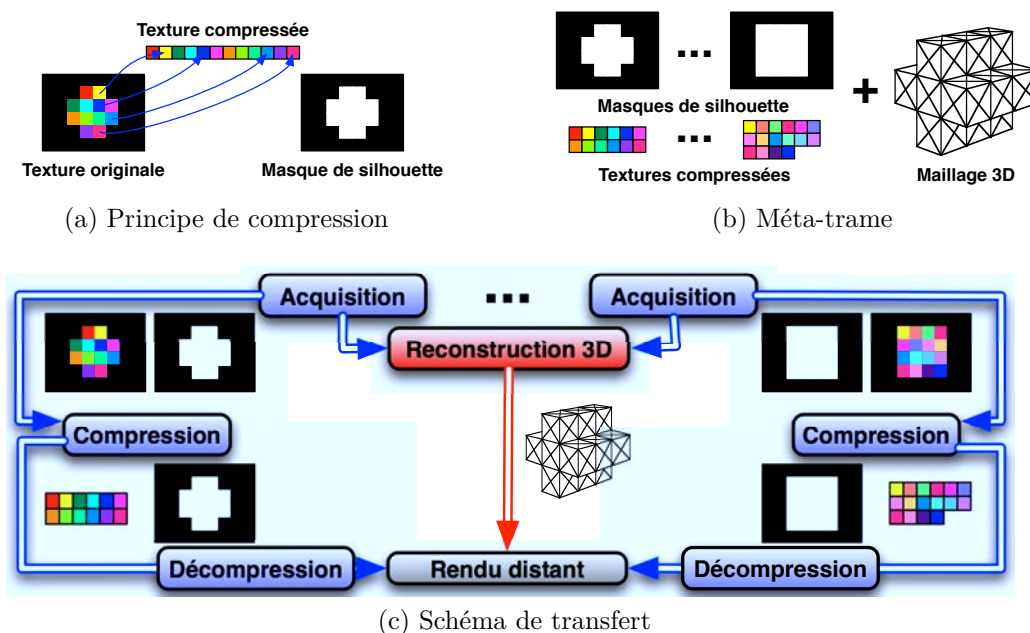 Texture compressée
Texture originale
Masque de silhouette
(a) Principe de compression
Masques de silhouette
Textures compressées
+
Maillage 3D
(b) Méta-trame
Acquisition
...
Acquisition
Reconstruction 3D
Compression
Compression
Décompression
Rendu distant
Décompression
(c) Schéma de transfert